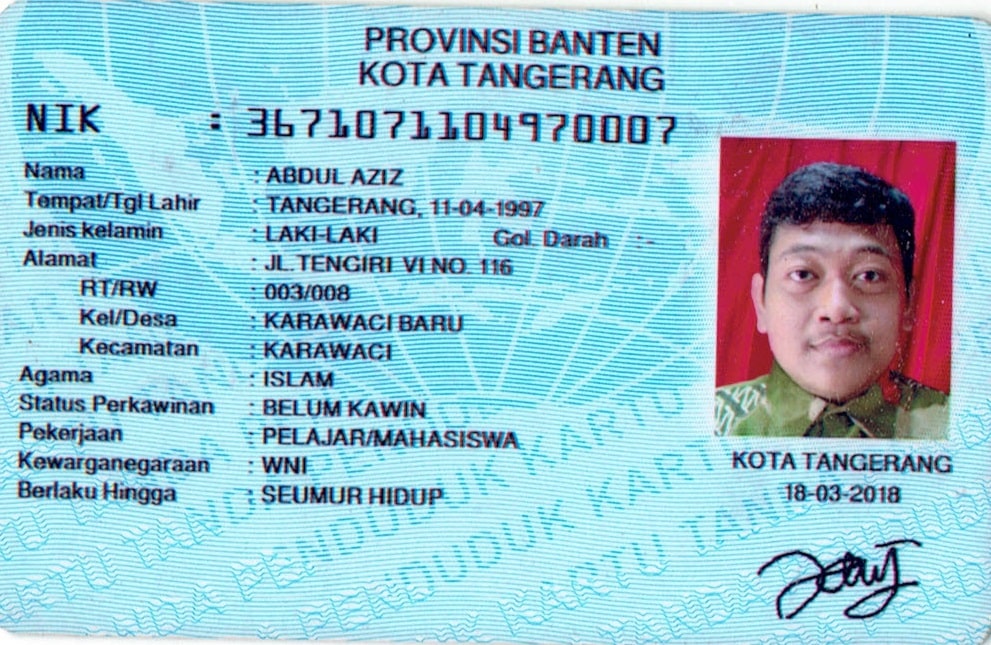 PROVINSI BANTEN
KOTA TANGERANG
NIK : 3671071104970007
Nama : ABDUL AZIZ
Tempat/Tgl Lahir : TANGERANG, 11-04-1997
Jenis kelamin : LAKI-LAKI Gol. Darah : -
Alamat : JL. TENGIRI VI NO. 116
RT/RW : 003/008
Kel/Desa : KARAWACI BARU
Kecamatan : KARAWACI
Agama : ISLAM
Status Perkawinan : BELUM KAWIN
Pekerjaan : PELAJAR/MAHASISWA
Kewarganegaraan : WNI
Berlaku Hingga : SEUMUR HIDUP
KOTA TANGERANG
18-03-2018